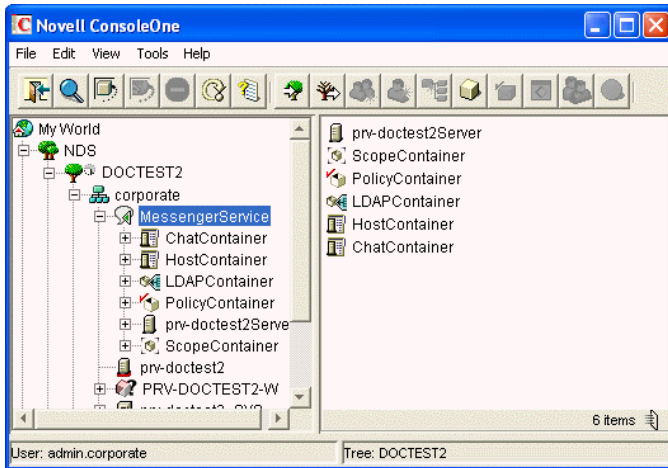 Novell ConsoleOne
File Edit View Tools Help
My World
NDS
DOCTEST2
corporate
MessengerService
ChatContainer
HostContainer
LDAPContainer
PolicyContainer
prv-doctest2Serve
ScopeContainer
prv-doctest2
PRV-DOCTEST2-W
prv-doctest2Server
ScopeContainer
PolicyContainer
LDAPContainer
HostContainer
ChatContainer
6 items
User: admin.corporate
Tree: DOCTEST2